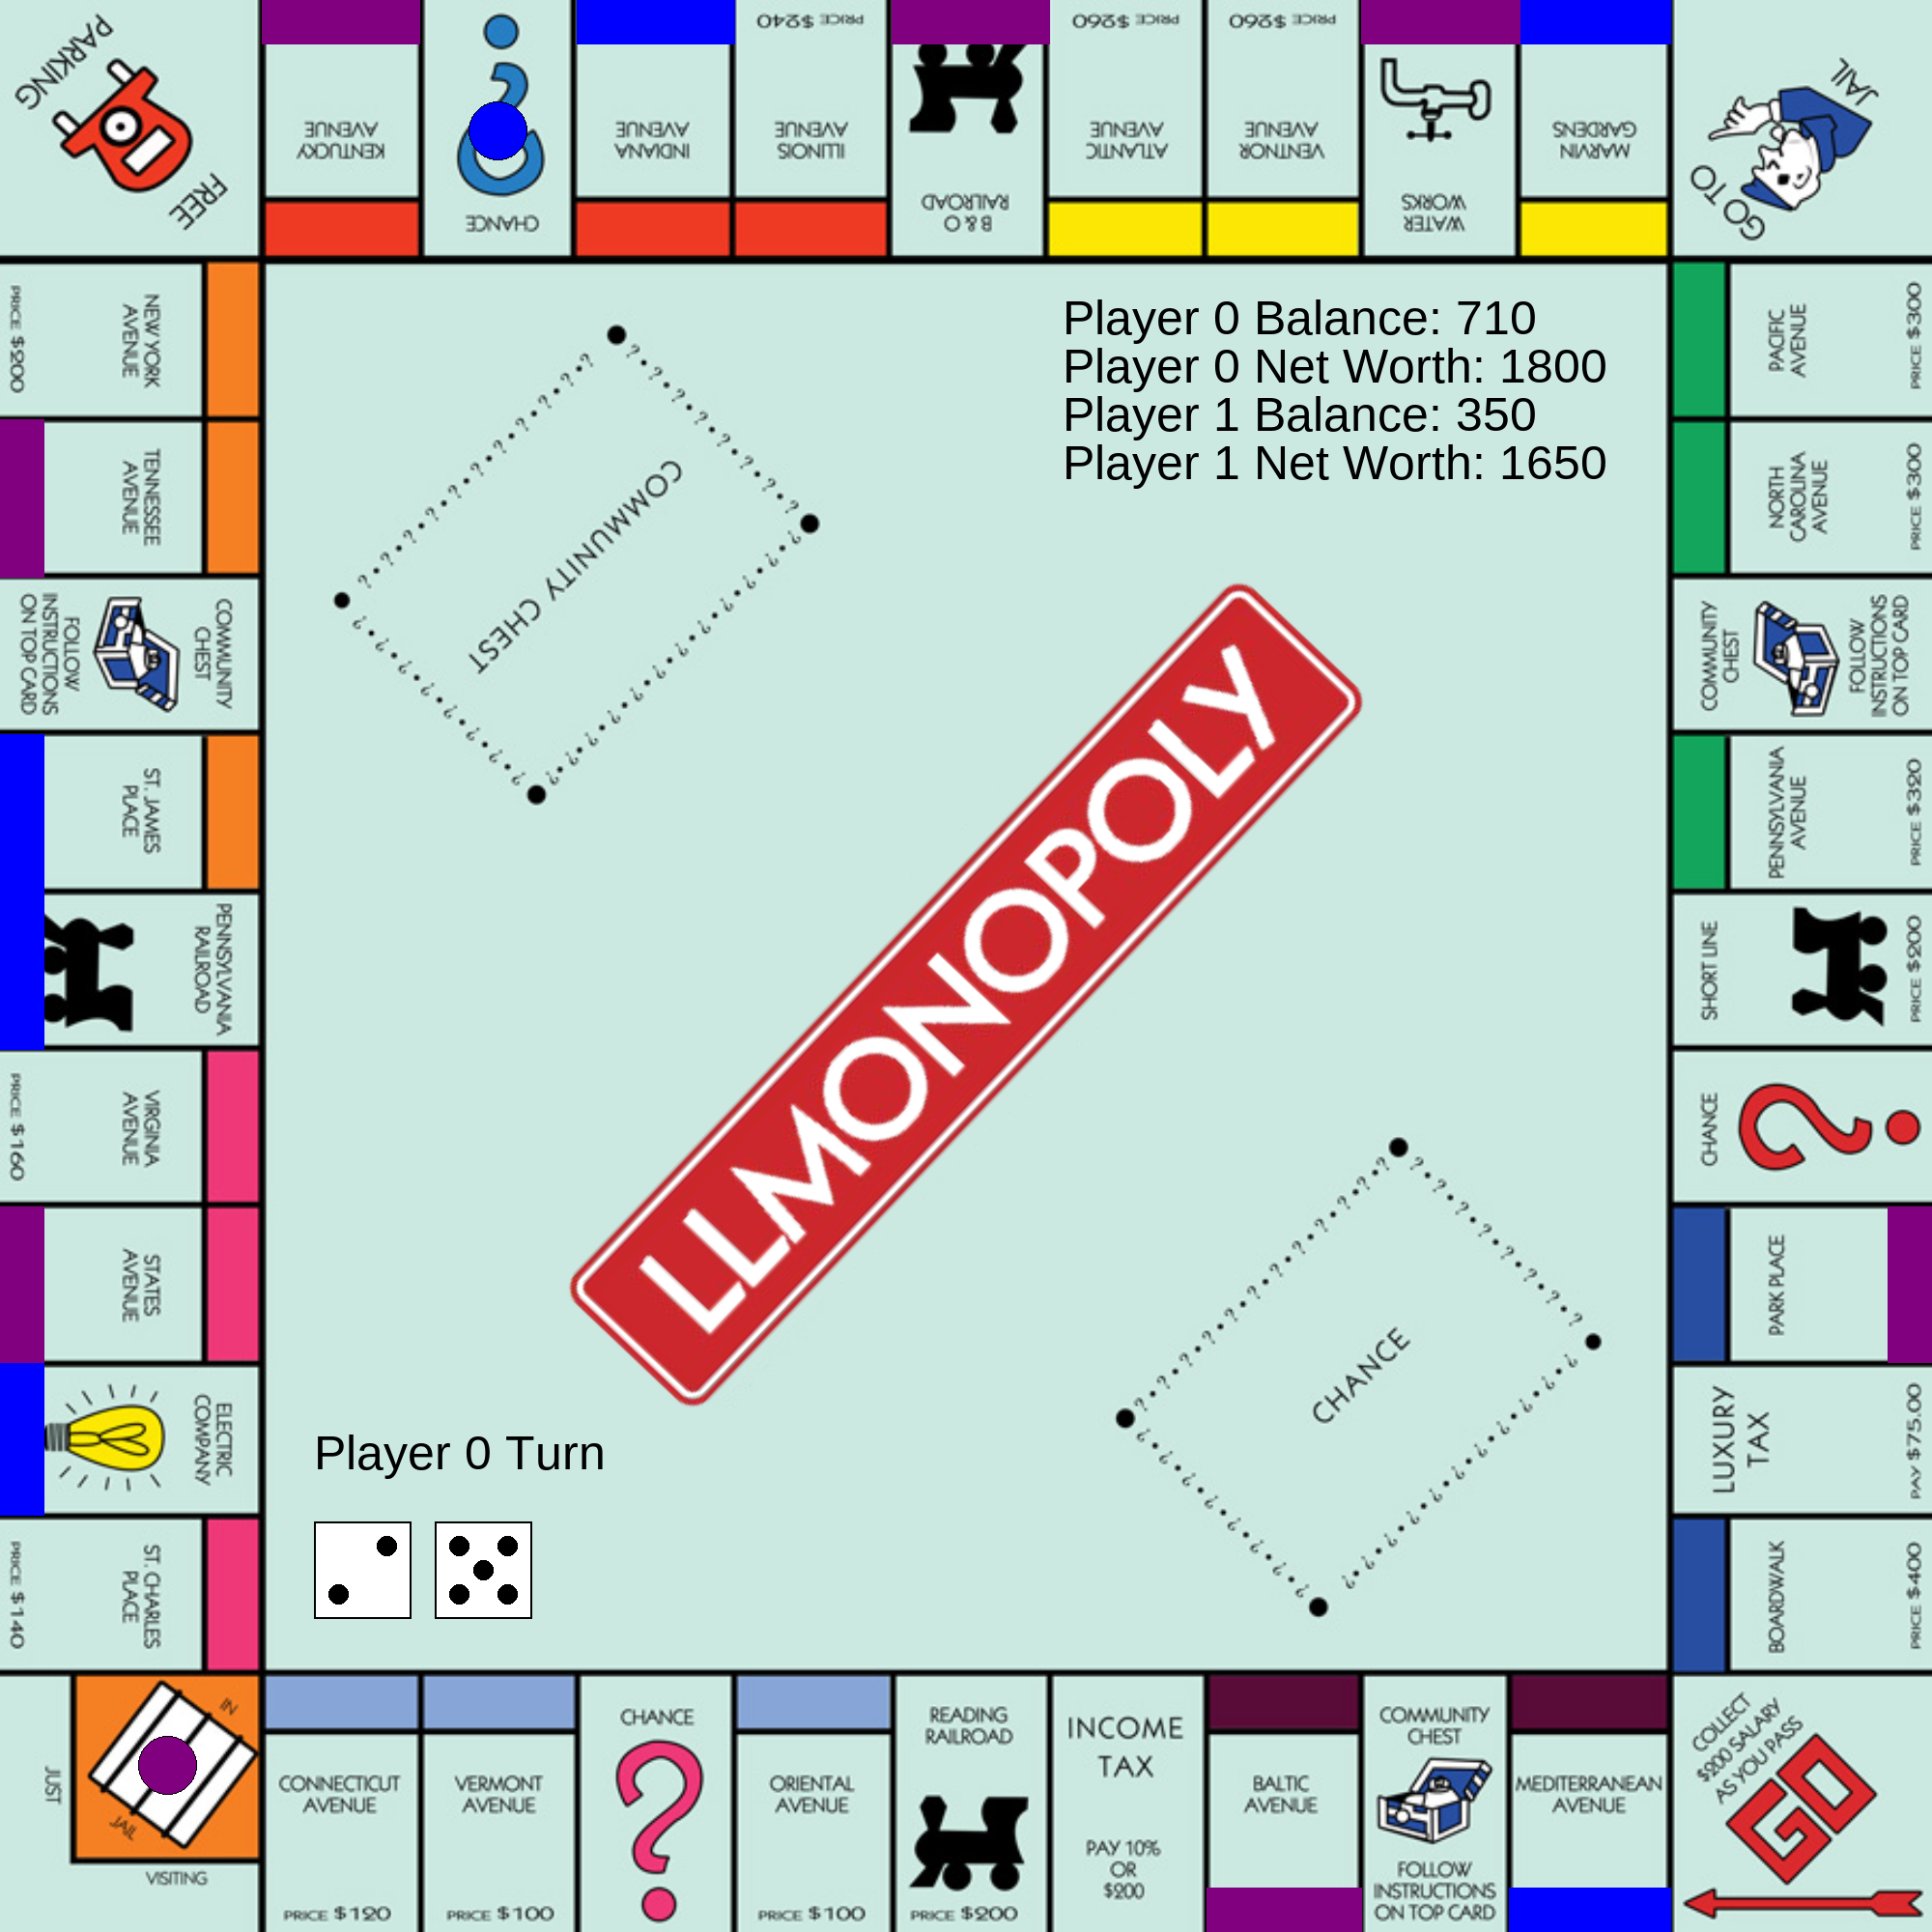 FREE
PARKING
KENTUCKY
AVENUE
CHANCE
INDIANA
AVENUE
ILLINOIS
AVENUE
PRICE $240
B & O
RAILROAD
ATLANTIC
AVENUE
PRICE $260
VENTNOR
AVENUE
PRICE $260
WATER
WORKS
MARVIN
GARDENS
GO TO
JAIL
NEW YORK
AVENUE
PRICE $200
TENNESSEE
AVENUE
COMMUNITY
CHEST
FOLLOW
INSTRUCTIONS
ON TOP CARD
ST. JAMES
PLACE
PENNSYLVANIA
RAILROAD
VIRGINIA
AVENUE
PRICE $160
STATES
AVENUE
ELECTRIC
COMPANY
ST. CHARLES
PLACE
PRICE $140
Player 0 Balance: 710
Player 0 Net Worth: 1800
Player 1 Balance: 350
Player 1 Net Worth: 1650
COMMUNITY CHEST
LLMONOPOLY
CHANCE
Player 0 Turn
PACIFIC
AVENUE
PRICE $300
NORTH
CAROLINA
AVENUE
PRICE $300
COMMUNITY
CHEST
FOLLOW
INSTRUCTIONS
ON TOP CARD
PENNSYLVANIA
AVENUE
PRICE $320
SHORT LINE
PRICE $200
CHANCE
PARK PLACE
LUXURY
TAX
PAY $75.00
BOARDWALK
PRICE $400
JUST
VISITING
IN
JAIL
CONNECTICUT
AVENUE
PRICE $120
VERMONT
AVENUE
PRICE $100
CHANCE
ORIENTAL
AVENUE
PRICE $100
READING
RAILROAD
PRICE $200
INCOME
TAX
PAY 10%
OR
$200
BALTIC
AVENUE
COMMUNITY
CHEST
FOLLOW
INSTRUCTIONS
ON TOP CARD
MEDITERRANEAN
AVENUE
COLLECT
$200 SALARY
AS YOU PASS
GO